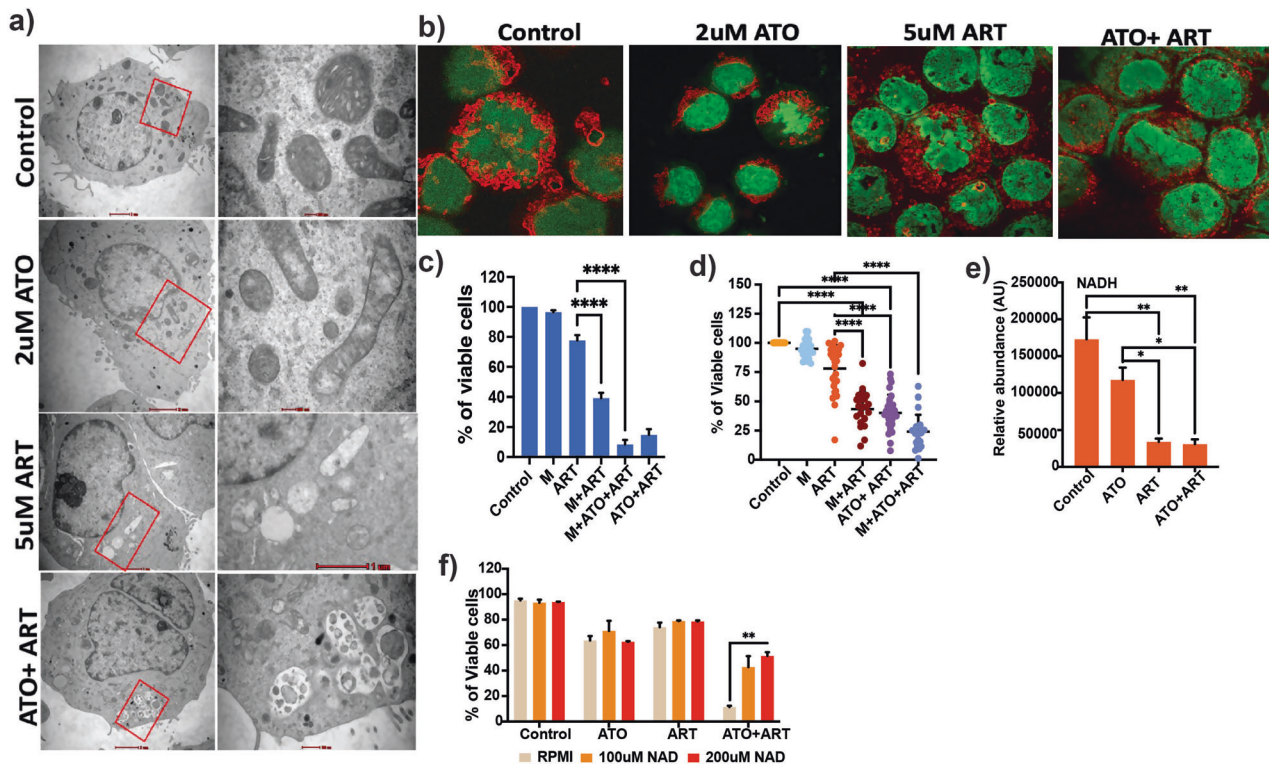 a)
Control
2uM ATO
5uM ART
ATO+ ART
1 mm
b)
Control
2uM ATO
5uM ART
ATO+ ART
c)
% of viable cells
120
100
80
60
40
20
0
****
****
Control
M
ART
M+ART
M+ATO+ART
ATO+ART
d)
% of Viable cells
150
125
100
75
50
25
0
****
****
****
****
****
Control
M
ART
M+ART
ATO+ ART
M+ATO+ART
e)
NADH
Relative abundance (AU)
250000
200000
150000
100000
50000
0
**
**
*
*
Control
ATO
ART
ATO+ART
f)
% of Viable cells
120
100
80
60
40
20
0
**
Control
ATO
ART
ATO+ART
RPMI
100uM NAD
200uM NAD